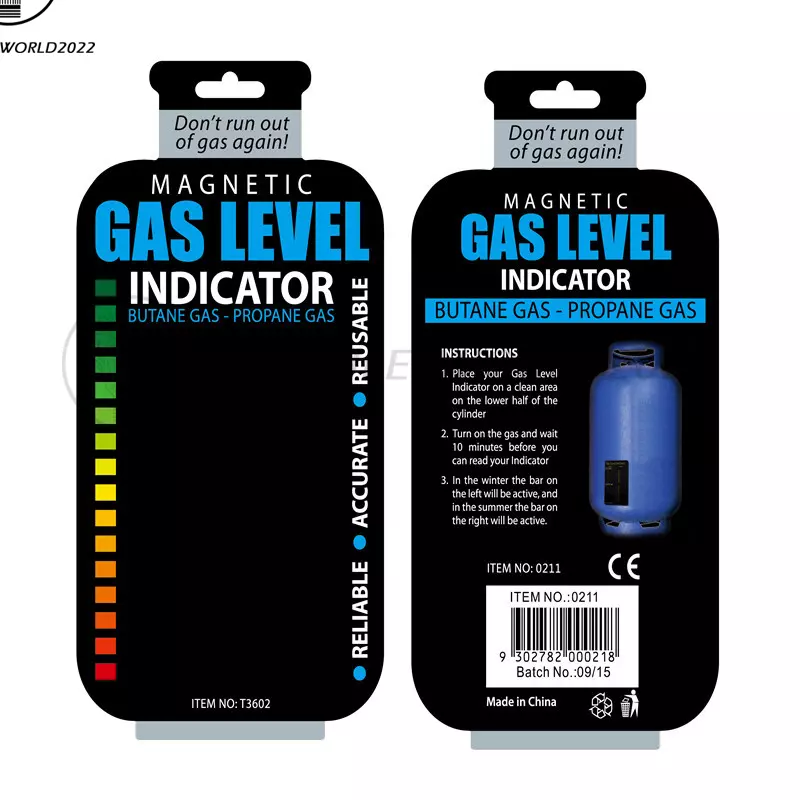 WORLD2022
Don't run out
of gas again!
MAGNETIC
GAS LEVEL
INDICATOR
BUTANE GAS - PROPANE GAS
RELIABLE • ACCURATE • REUSABLE
ITEM NO: T3602
Don't run out
of gas again!
MAGNETIC
GAS LEVEL
INDICATOR
BUTANE GAS - PROPANE GAS
INSTRUCTIONS
1. Place your Gas Level
Indicator on a clean area
on the lower half of the
cylinder
2. Turn on the gas and wait
10 minutes before you
can read your Indicator
3. In the winter the bar on
the left will be active, and
in the summer the bar on
the right will be active.
ITEM NO: 0211
CE
ITEM NO.:0211
9 302782 000218
Batch No.:09/15
Made in China